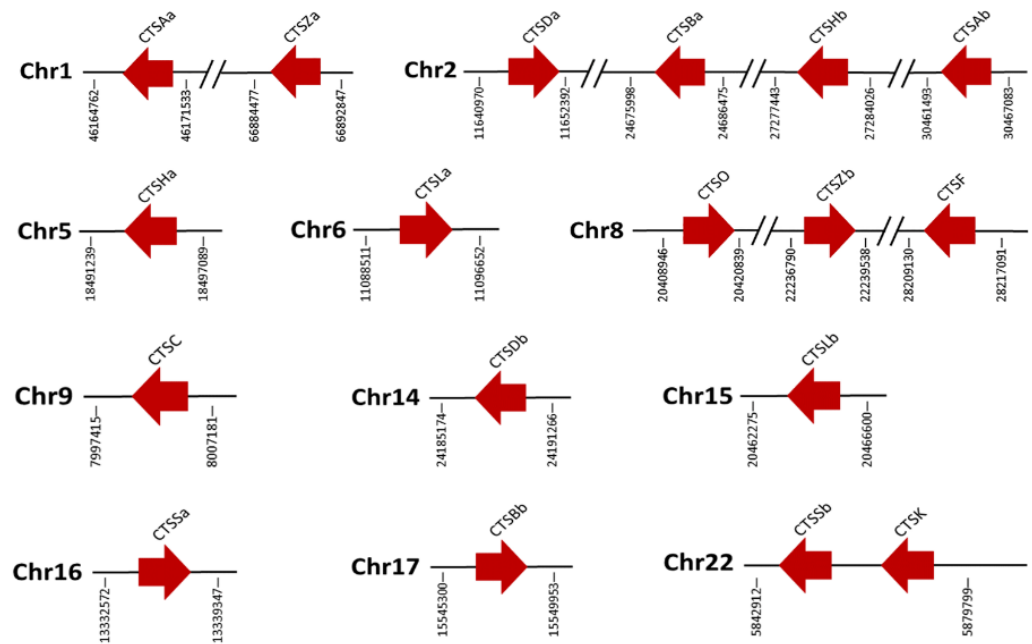 CTSAa CTSZa CTSDa CTSBa CTSHb CTSAb
Chr1 Chr2
46164762 46171533 66884477 66892847 11640970 11652392 24675998 24686475 27277443 27284026 30461493 30467083
CTSHa CTSLa CTSO CTSZb CTSF
Chr5 Chr6 Chr8
18491239 18497089 11088511 11096652 20408946 20420839 22236790 22239538 28209130 28217091
CTSC CTSDb CTSLb
Chr9 Chr14 Chr15
7997415 8007181 24185174 24191266 20462275 20466600
CTSSa CTSBb CTSSb CTSK
Chr16 Chr17 Chr22
13332572 13339347 15545300 15549953 5842912 5879799